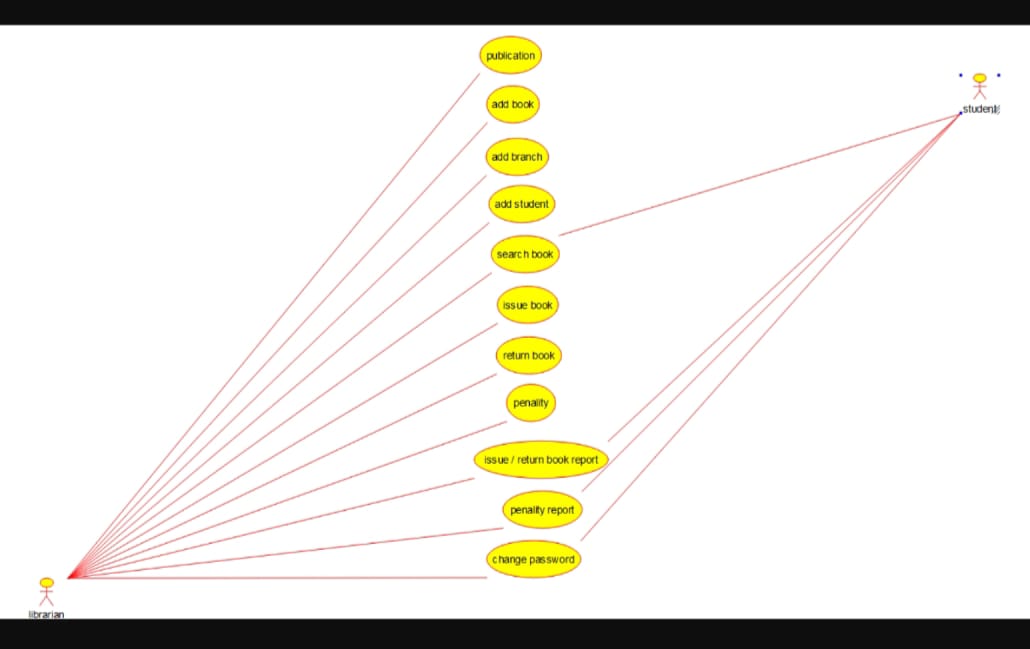 publication
add book
add branch
add student
search book
issue book
return book
penality
issue / return book report
penality report
change password
student
librarian